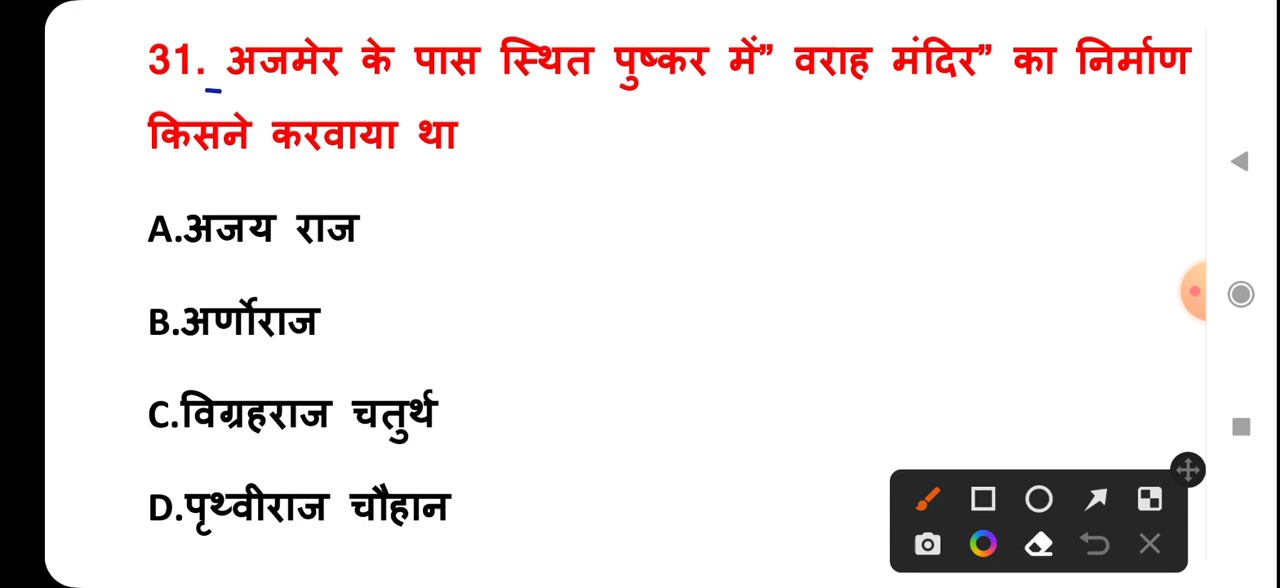 31. अजमेर के पास स्थित पुष्कर में” वराह मंदिर” का निर्माण
किसने करवाया था
A.अजय राज
B.अर्णोराज
C.विग्रहराज चतुर्थ
D.पृथ्वीराज चौहान